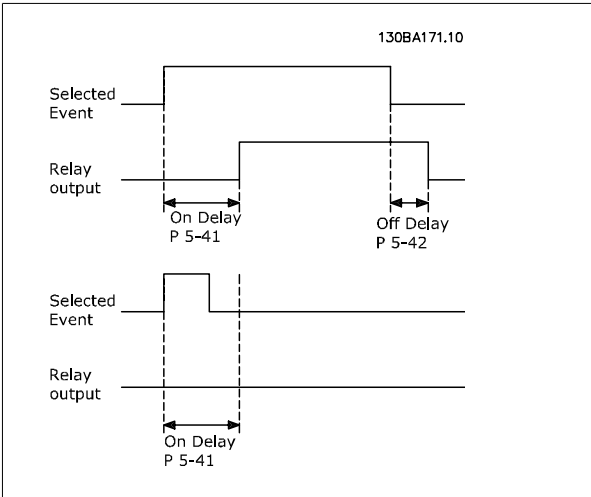 130BA171.10
Selected
Event
Relay
output
On Delay
P 5-41
Off Delay
P 5-42
Selected
Event
Relay
output
On Delay
P 5-41